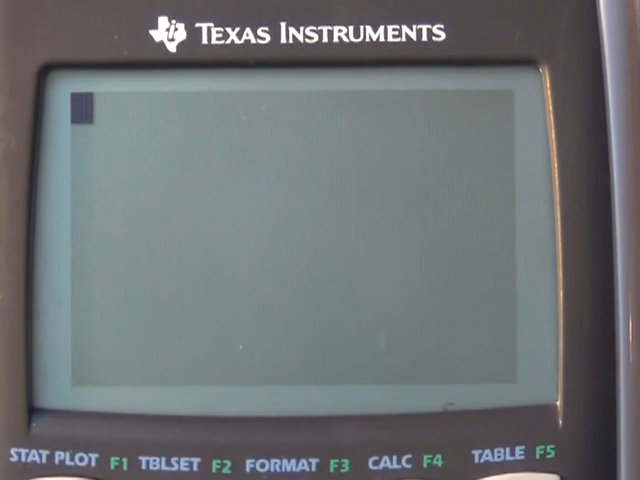 TEXAS INSTRUMENTS
STAT PLOT F1 TBLSET F2 FORMAT F3 CALC F4 TABLE F5